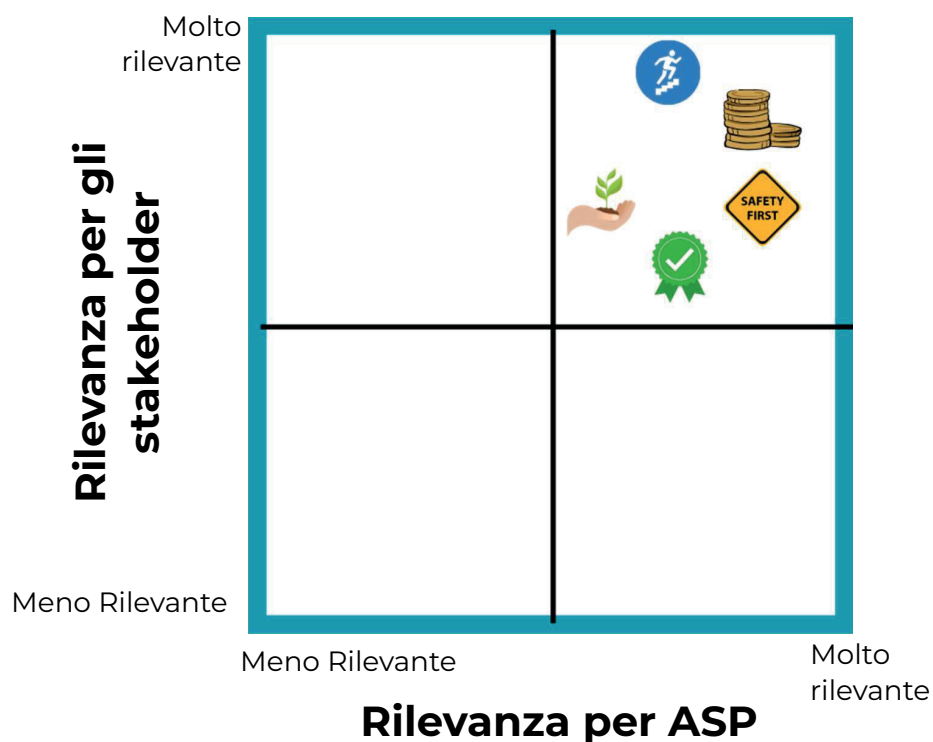 Molto
rilevante
Rilevanza per gli
stakeholder
SAFETY
FIRST
Meno Rilevante
Meno Rilevante
Molto
rilevante
Rilevanza per ASP